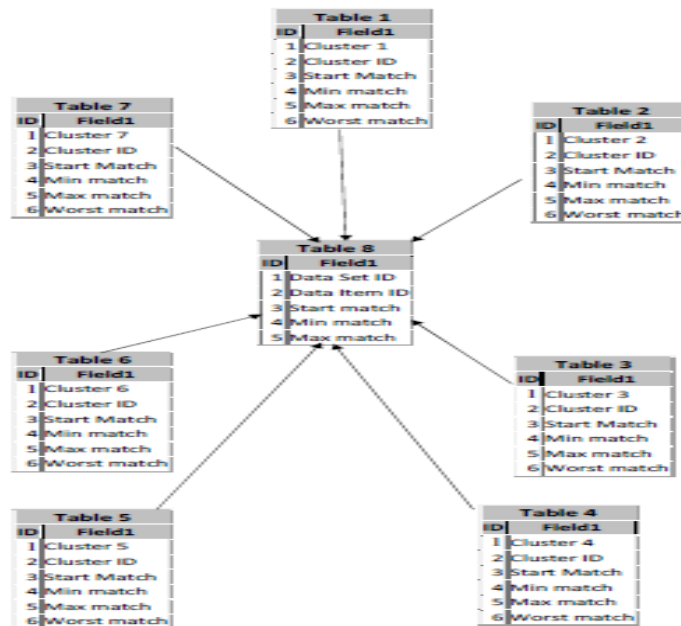 Table 1
ID Field1
1 Cluster 1
2 Cluster ID
3 Start Match
4 Min match
5 Max match
6 Worst match
Table 7
ID Field1
1 Cluster 7
2 Cluster ID
3 Start Match
4 Min match
5 Max match
6 Worst match
Table 2
ID Field1
1 Cluster 2
2 Cluster ID
3 Start Match
4 Min match
5 Max match
6 Worst match
Table 8
ID Field1
1 Data Set ID
2 Data Item ID
3 Start match
4 Min match
5 Max match
Table 6
ID Field1
1 Cluster 6
2 Cluster ID
3 Start Match
4 Min match
5 Max match
6 Worst match
Table 3
ID Field1
1 Cluster 3
2 Cluster ID
3 Start Match
4 Min match
5 Max match
6 Worst match
Table 5
ID Field1
1 Cluster 5
2 Cluster ID
3 Start Match
4 Min match
5 Max match
6 Worst match
Table 4
ID Field1
1 Cluster 4
2 Cluster ID
3 Start Match
4 Min match
5 Max match
6 Worst match